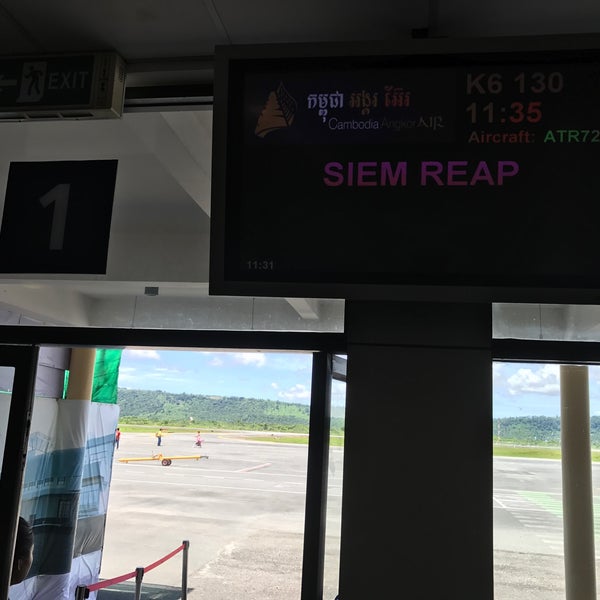 EXIT
កម្ពុជា អង្គរ អ៊ែរ
Cambodia Angkor AIR
K6 130
11:35
Aircraft: ATR72
SIEM REAP
1
11:31